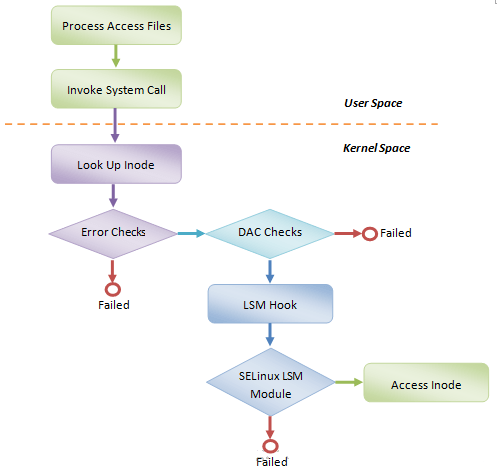 Process Access Files
Invoke System Call
User Space
Kernel Space
Look Up Inode
Error Checks
DAC Checks
Failed
Failed
LSM Hook
SELinux LSM
Module
Access Inode
Failed